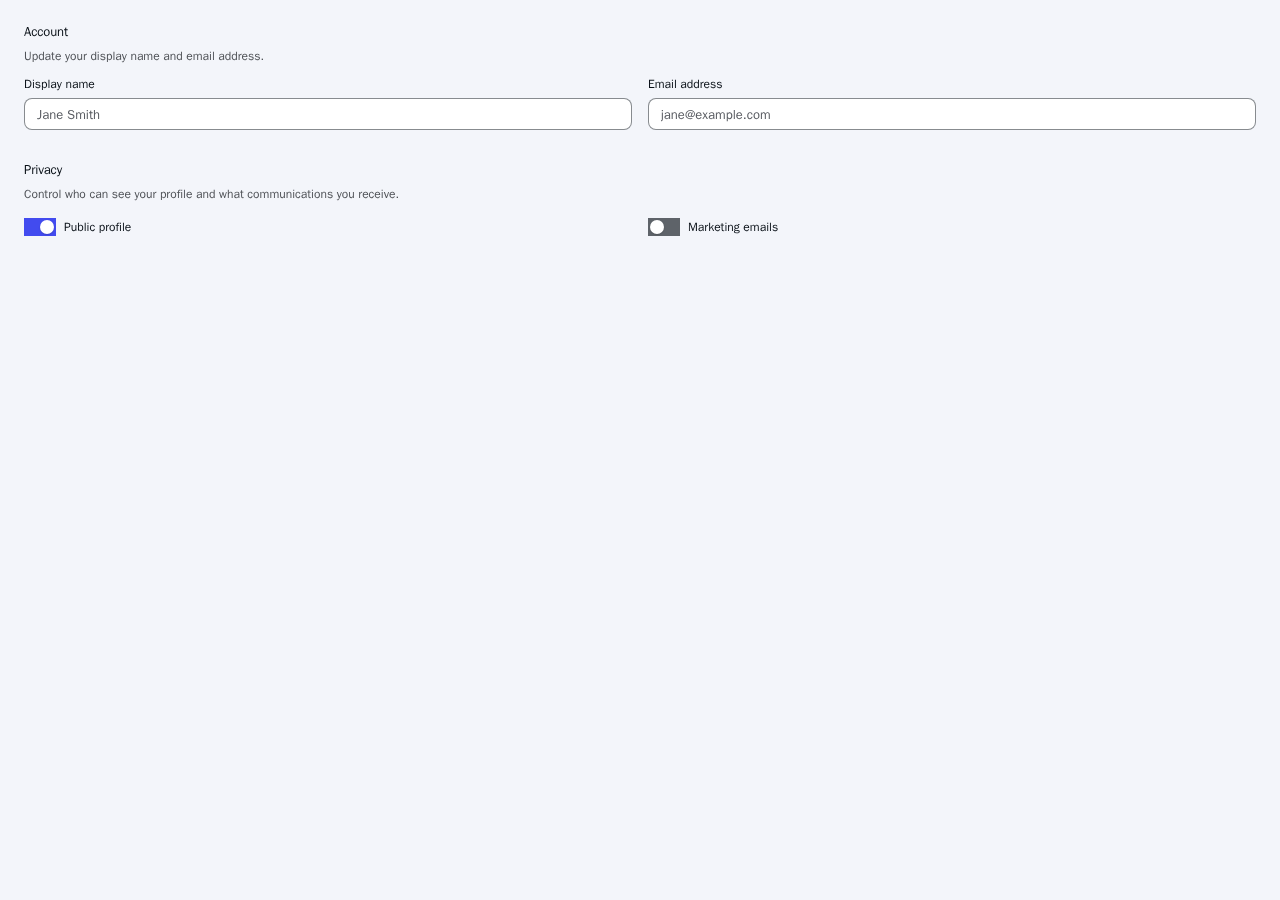 Account
Update your display name and email address.
Display name
Email address
Jane Smith
jane@example.com
Privacy
Control who can see your profile and what communications you receive.
Public profile
Marketing emails